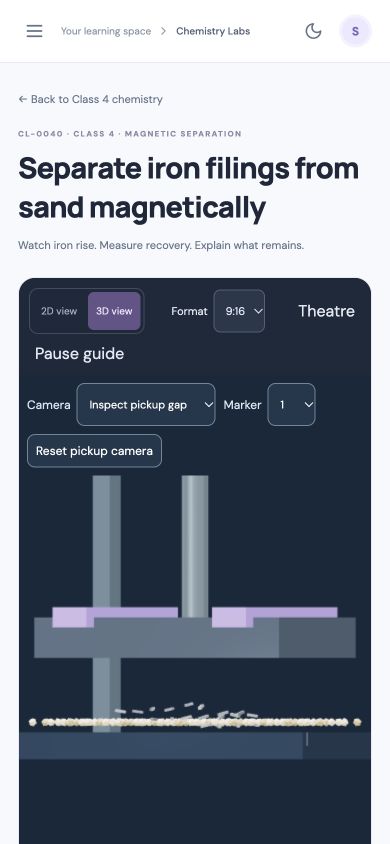 Your learning space > Chemistry Labs
S
← Back to Class 4 chemistry
CL-0040 · CLASS 4 · MAGNETIC SEPARATION
Separate iron filings from
sand magnetically
Watch iron rise. Measure recovery. Explain what remains.
2D view 3D view Format 9:16 Theatre
Pause guide
Camera Inspect pickup gap Marker 1
Reset pickup camera